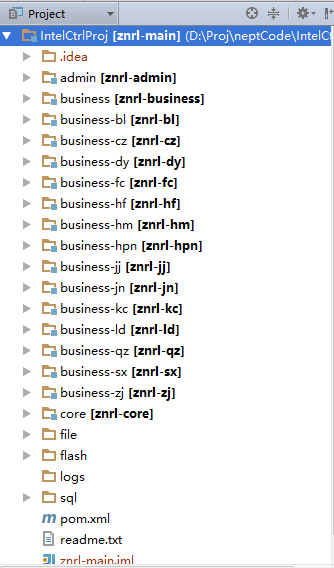 Project
IntelCtrlProj [znrl-main] (D:\Proj\neptCode\IntelCt
.idea
admin [znrl-admin]
business [znrl-business]
business-bl [znrl-bl]
business-cz [znrl-cz]
business-dy [znrl-dy]
business-fc [znrl-fc]
business-hf [znrl-hf]
business-hm [znrl-hm]
business-hpn [znrl-hpn]
business-jj [znrl-jj]
business-jn [znrl-jn]
business-kc [znrl-kc]
business-ld [znrl-ld]
business-qz [znrl-qz]
business-sx [znrl-sx]
business-zj [znrl-zj]
core [znrl-core]
file
flash
logs
sql
pom.xml
readme.txt
znrl-main.iml